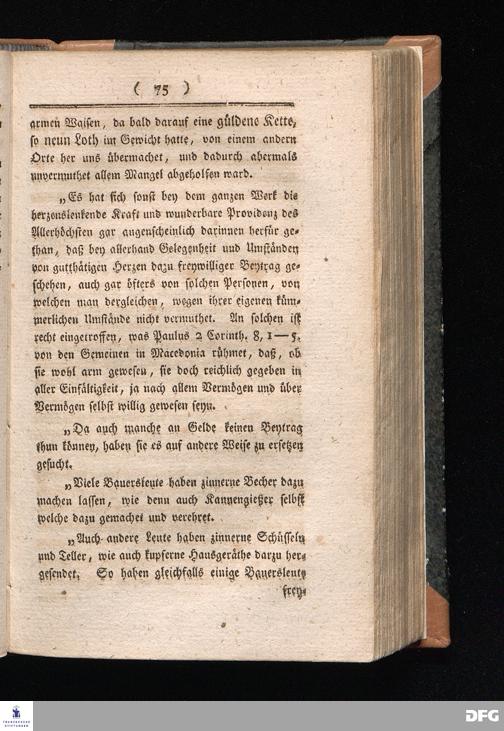 ( 75 )
armen Waisen, da bald darauf eine güldene Kette,
so neun Loth im Gewicht hatte, von einem andern
Orte her uns übermachet, und dadurch abermals
unvermuthet allem Mangel abgeholfen ward.
„Es hat sich sonst bey dem ganzen Werk die
herzenslenkende Kraft und wunderbare Providenz des
Allerhöchsten gar augenscheinlich darinnen herfür ge-
than, daß bey allerhand Gelegenheit und Umständen
von gutthätigen Herzen dazu freywilliger Beytrag ge-
schehen, auch gar öfters von solchen Personen, von
welchen man dergleichen, wegen ihrer eigenen küm-
merlichen Umstände nicht vermuthet. An solchen ist
recht eingetroffen, was Paulus 2 Corinth. 8, 1—5.
von den Gemeinen in Macedonia rühmet, daß, ob
sie wohl arm gewesen, sie doch reichlich gegeben in
aller Einfältigkeit, ja nach allem Vermögen und über
Vermögen selbst willig gewesen seyn.
„Da auch manche an Gelde keinen Beytrag
thun können, haben sie es auf andere Weise zu ersetzen
gesucht.
„Viele Bauersleute haben zinnerne Becher dazu
machen lassen, wie denn auch Kannengießer selbst
welche dazu gemachet und verehret.
„Auch andere Leute haben zinnerne Schüsseln
und Teller, wie auch kupferne Hausgeräthe darzu her-
gesendet. So haben gleichfalls einige Bauersleute
frey-
FRANCKESCHE
STIFTUNGEN
DFG